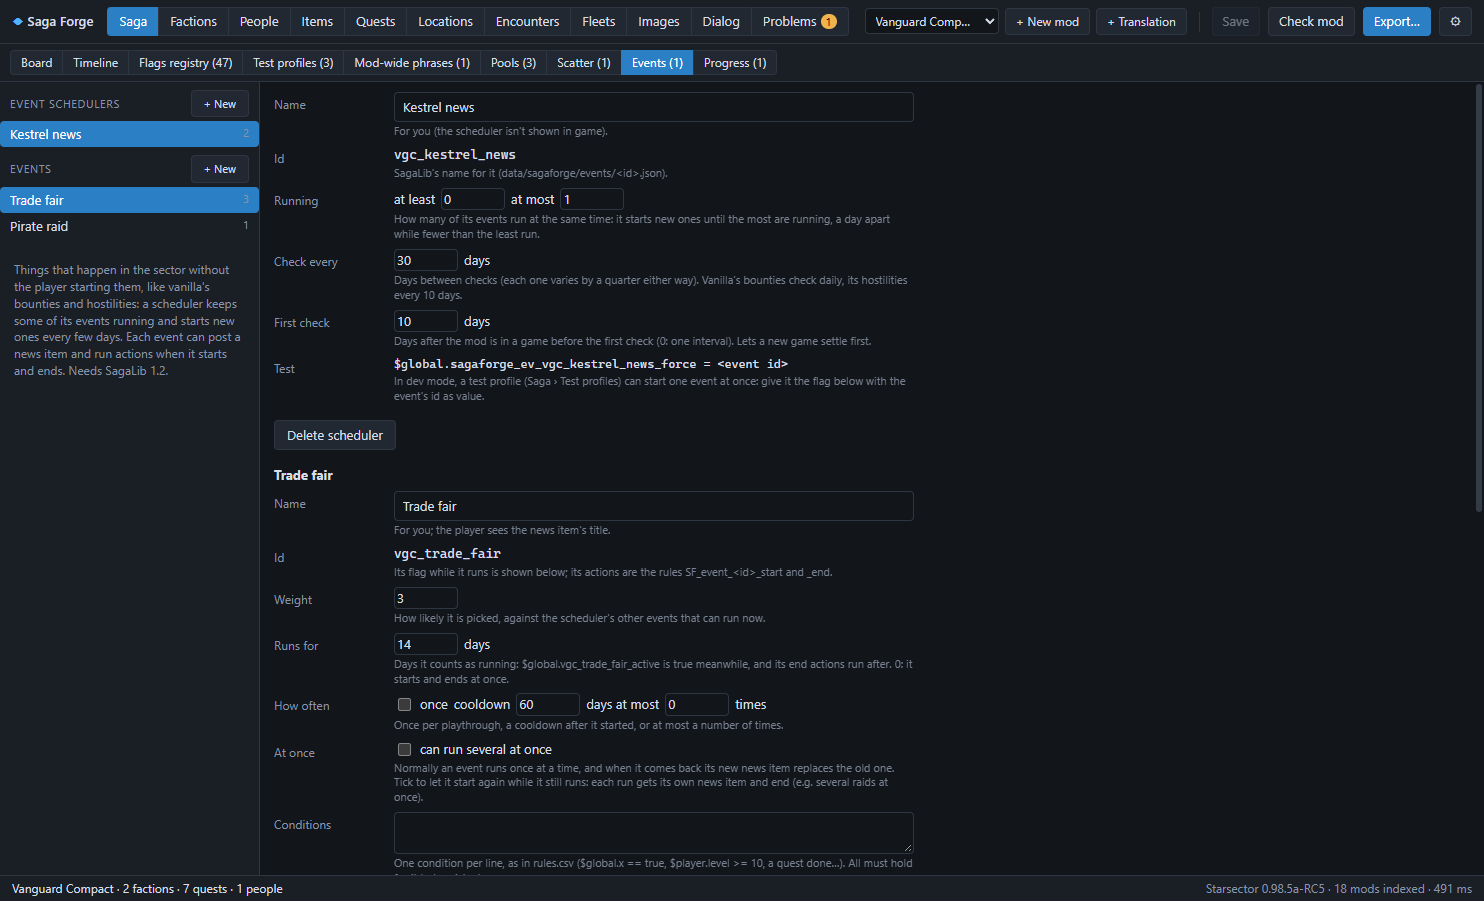 Saga Forge
Saga
Factions
People
Items
Quests
Locations
Encounters
Fleets
Images
Dialog
Problems 1
Vanguard Comp...
+ New mod
+ Translation
Save
Check mod
Export...
Board
Timeline
Flags registry (47)
Test profiles (3)
Mod-wide phrases (1)
Pools (3)
Scatter (1)
Events (1)
Progress (1)
EVENT SCHEDULERS
+ New
Kestrel news 2
EVENTS
+ New
Trade fair 3
Pirate raid 1
Things that happen in the sector without
the player starting them, like vanilla's
bounties and hostilities: a scheduler keeps
some of its events running and starts new
ones every few days. Each event can post a
news item and run actions when it starts
and ends. Needs SagaLib 1.2.
Name
Kestrel news
For you (the scheduler isn't shown in game).
Id
vgc_kestrel_news
SagaLib's name for it (data/sagaforge/events/<id>.json).
Running
at least 0 at most 1
How many of its events run at the same time: it starts new ones until the most are running, a day apart
while fewer than the least run.
Check every
30 days
Days between checks (each one varies by a quarter either way). Vanilla's bounties check daily, its hostilities
every 10 days.
First check
10 days
Days after the mod is in a game before the first check (0: one interval). Lets a new game settle first.
Test
$global.sagaforge_ev_vgc_kestrel_news_force = <event id>
In dev mode, a test profile (Saga › Test profiles) can start one event at once: give it the flag below with the
event's id as value.
Delete scheduler
Trade fair
Name
Trade fair
For you; the player sees the news item's title.
Id
vgc_trade_fair
Its flag while it runs is shown below; its actions are the rules SF_event_<id>_start and _end.
Weight
3
How likely it is picked, against the scheduler's other events that can run now.
Runs for
14 days
Days it counts as running: $global.vgc_trade_fair_active is true meanwhile, and its end actions run after. 0: it
starts and ends at once.
How often
once cooldown 60 days at most 0 times
Once per playthrough, a cooldown after it started, or at most a number of times.
At once
can run several at once
Normally an event runs once at a time, and when it comes back its new news item replaces the old one.
Tick to let it start again while it still runs: each run gets its own news item and end (e.g. several raids at
once).
Conditions
One condition per line, as in rules.csv ($global.x == true, $player.level >= 10, a quest done...). All must hold
Vanguard Compact · 2 factions · 7 quests · 1 people
Starsector 0.98.5a-RC5 · 18 mods indexed · 491 ms